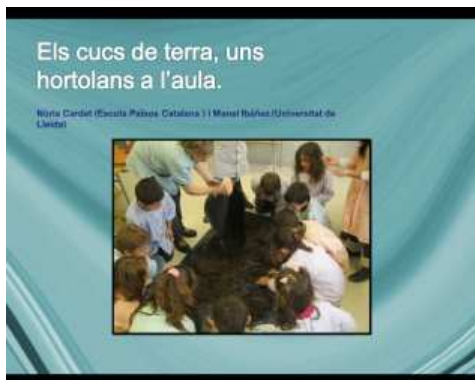 Els cucs de terra, uns
hortolans a l'aula.
Núria Cardet (Escola Països Catalans ) i Manel Ibáñez (Universitat de
Lleida)